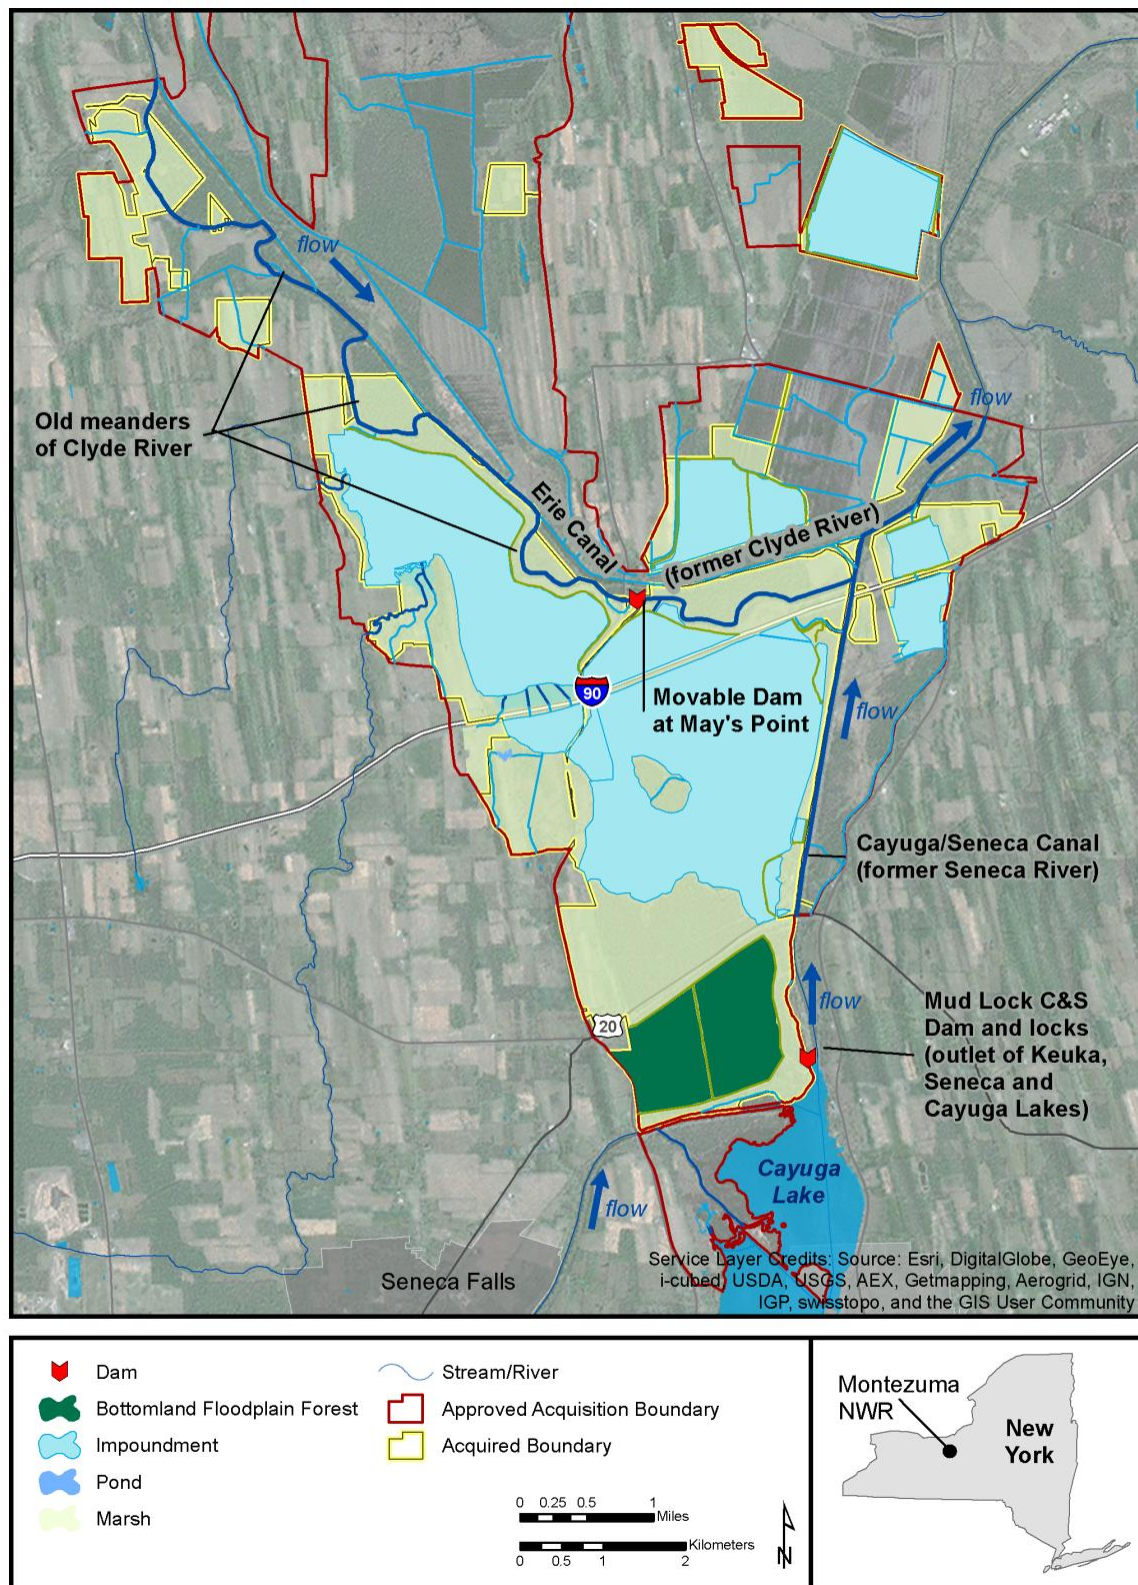 flow
flow
Old meanders
of Clyde River
Erie Canal
(former Clyde River)
90
Movable Dam
at May's Point
flow
Cayuga/Seneca Canal
(former Seneca River)
flow
Mud Lock C&S
Dam and locks
(outlet of Keuka,
Seneca and
Cayuga Lakes)
20
Cayuga
Lake
flow
Seneca Falls
Service Layer Credits: Source: Esri, DigitalGlobe, GeoEye,
i-cubed, USDA, USGS, AEX, Getmapping, Aerogrid, IGN,
IGP, swisstopo, and the GIS User Community
Dam
Bottomland Floodplain Forest
Impoundment
Pond
Marsh
Stream/River
Approved Acquisition Boundary
Acquired Boundary
0 0.25 0.5 1
Miles
Kilometers
0 0.5 1 2
N
Montezuma
NWR
New
York